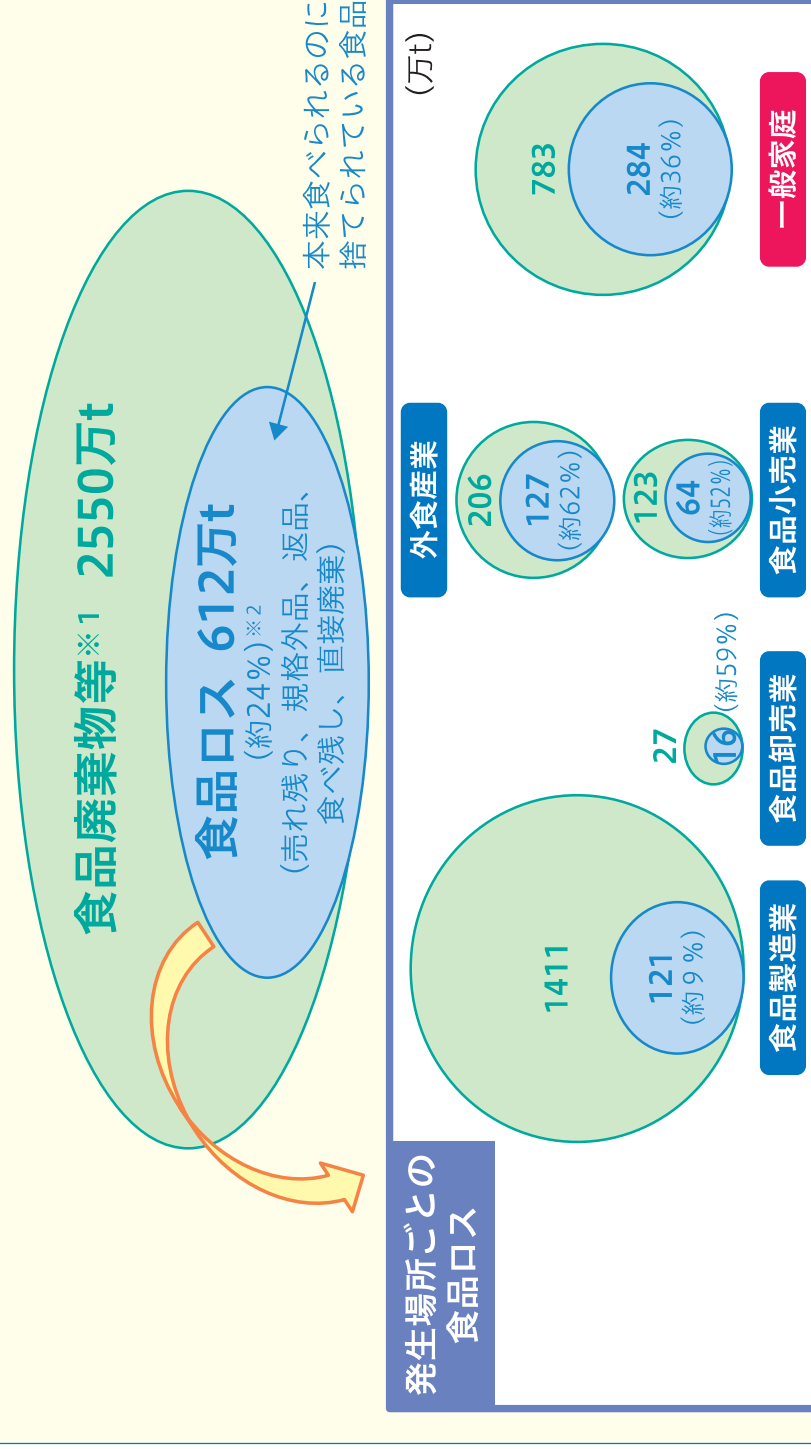 食品廃棄物等※1 2550万t
食品ロス 612万t
(約24%)※2
(売れ残り、規格外品、返品、
食べ残し、直接廃棄)
本来食べられるのに
捨てられている食品
発生場所ごとの
食品ロス
(万t)
1411
121
(約9%)
食品製造業
27
16
(約59%)
食品卸売業
外食産業
206
127
(約62%)
123
64
(約52%)
食品小売業
783
284
(約36%)
一般家庭